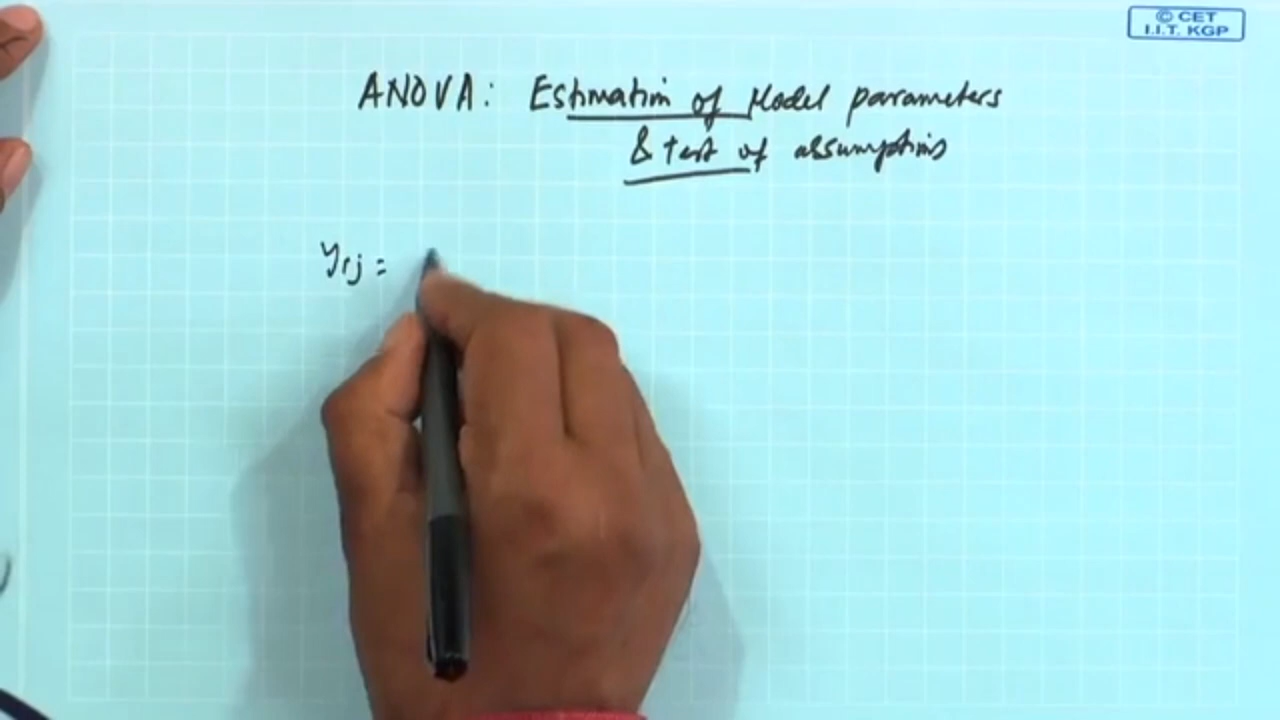 © CET
I.I.T. KGP
ANOVA: Estimation of Model parameters
& test of assumptions
yij =